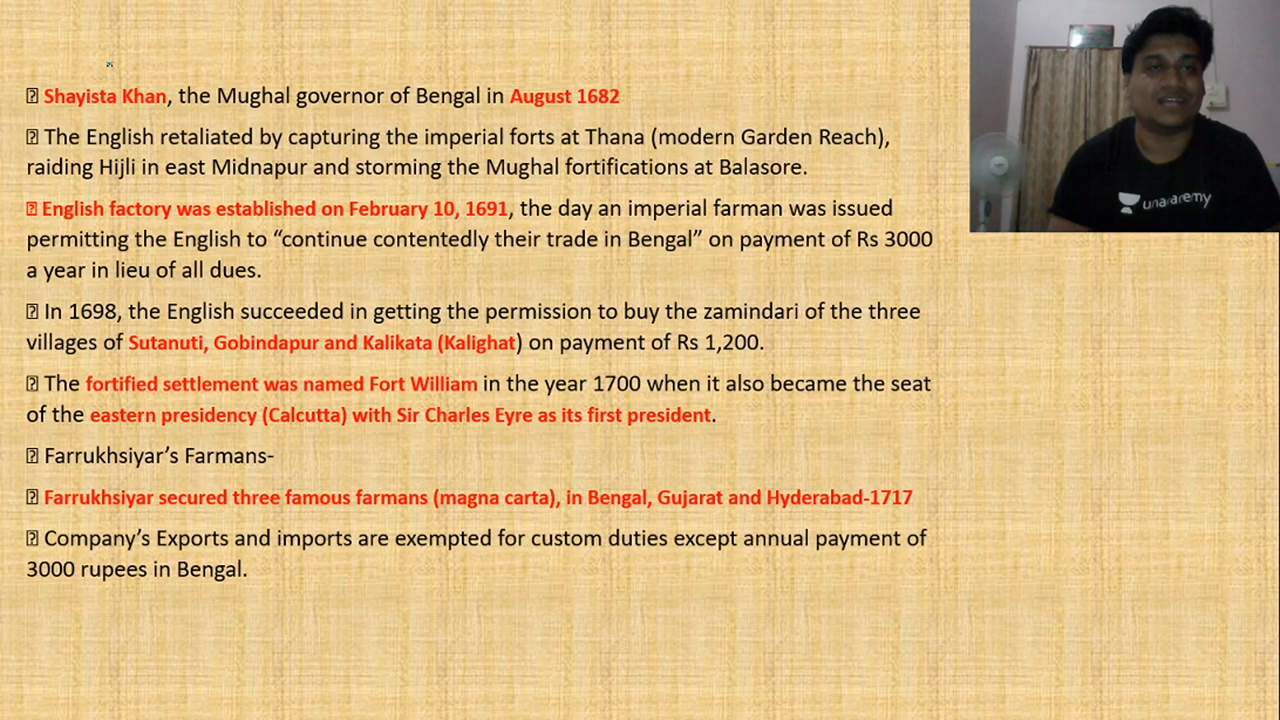 Shayista Khan, the Mughal governor of Bengal in August 1682
The English retaliated by capturing the imperial forts at Thana (modern Garden Reach),
raiding Hijli in east Midnapur and storming the Mughal fortifications at Balasore.
English factory was established on February 10, 1691, the day an imperial farman was issued
permitting the English to “continue contentedly their trade in Bengal” on payment of Rs 3000
a year in lieu of all dues.
In 1698, the English succeeded in getting the permission to buy the zamindari of the three
villages of Sutanuti, Gobindapur and Kalikata (Kalighat) on payment of Rs 1,200.
The fortified settlement was named Fort William in the year 1700 when it also became the seat
of the eastern presidency (Calcutta) with Sir Charles Eyre as its first president.
Farrukhsiyar’s Farmans-
Farrukhsiyar secured three famous farmans (magna carta), in Bengal, Gujarat and Hyderabad-1717
Company’s Exports and imports are exempted for custom duties except annual payment of
3000 rupees in Bengal.